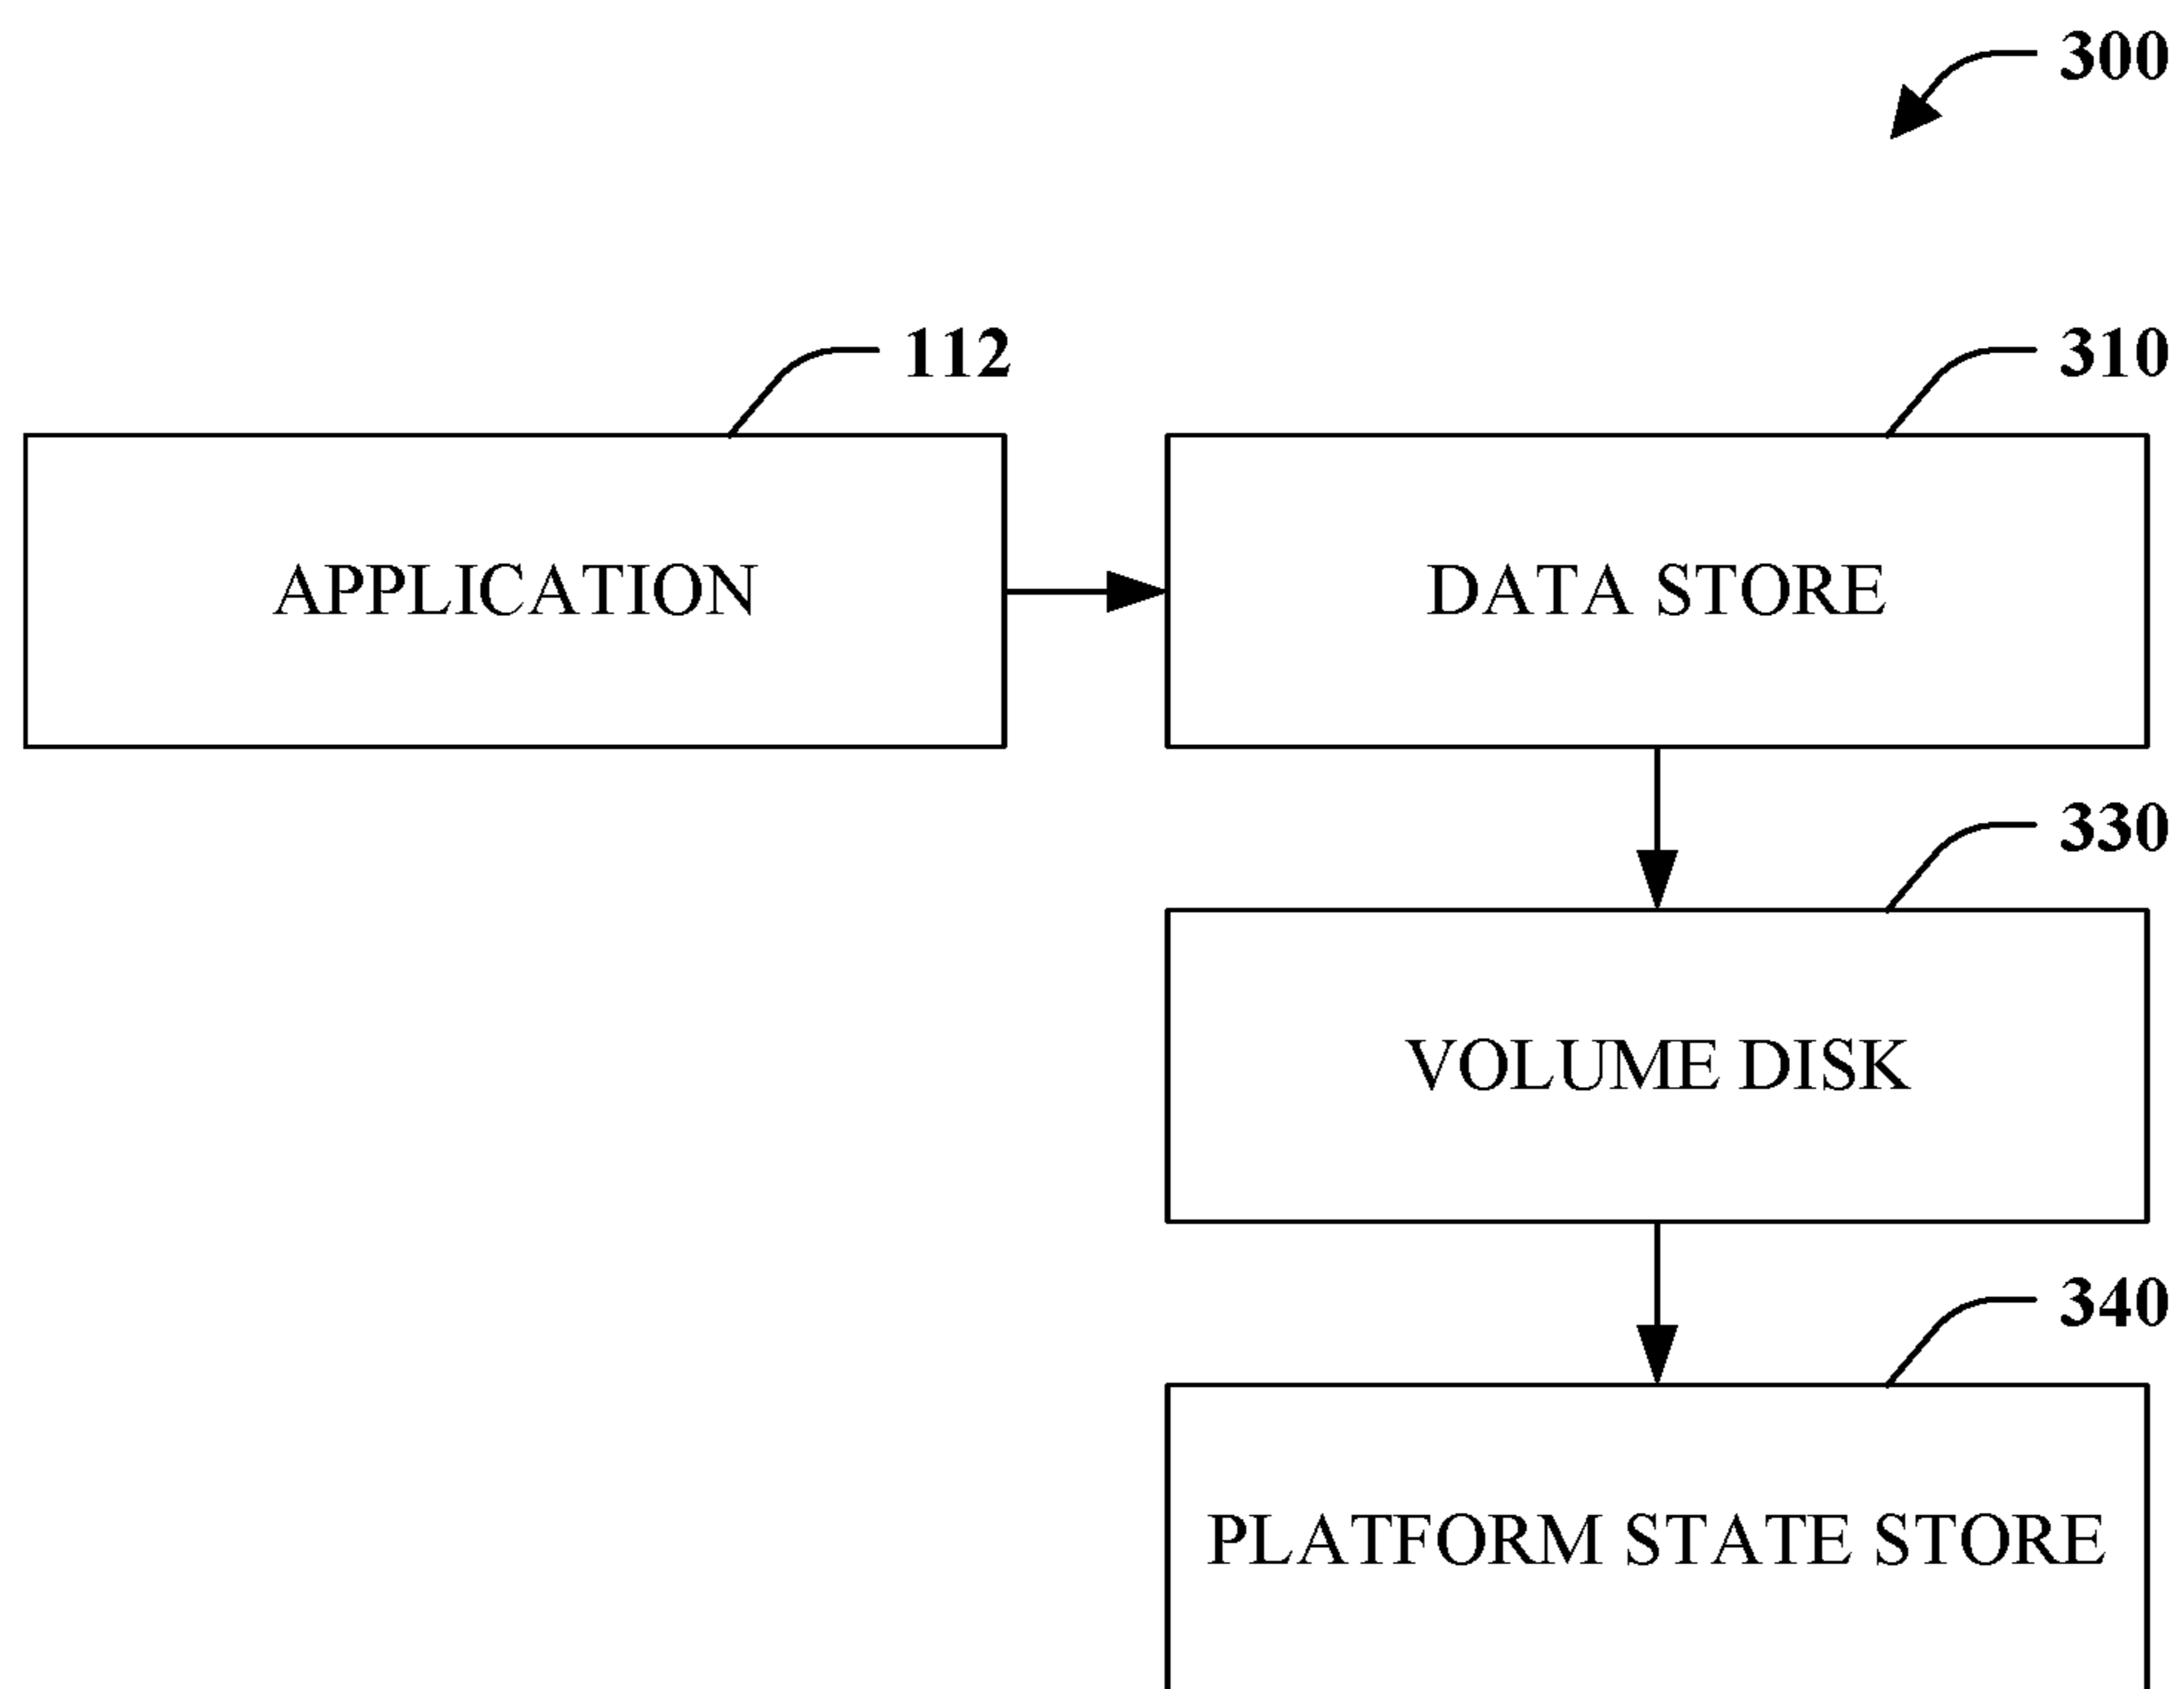 300
112
310
APPLICATION
DATA STORE
330
VOLUME DISK
340
PLATFORM STATE STORE